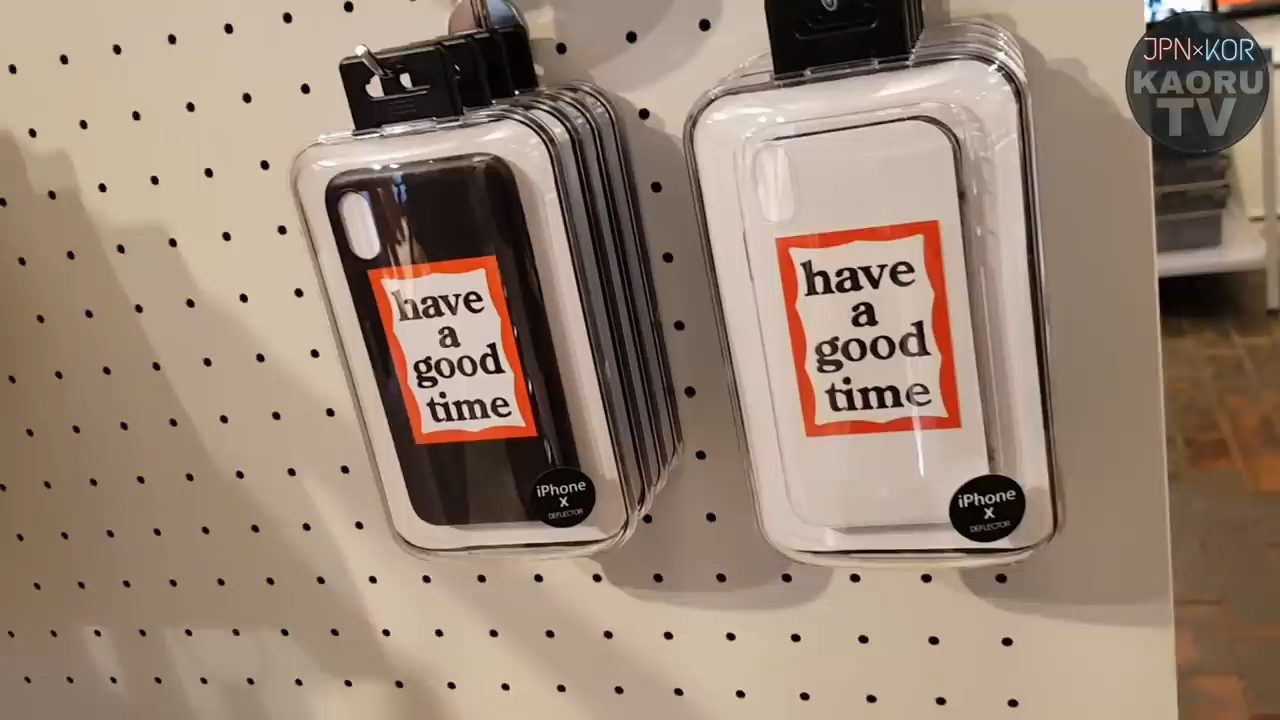 JPN×KOR
KAORU
TV
have
a
good
time
iPhone
X
DEFLECTOR
have
a
good
time
iPhone
X
DEFLECTOR